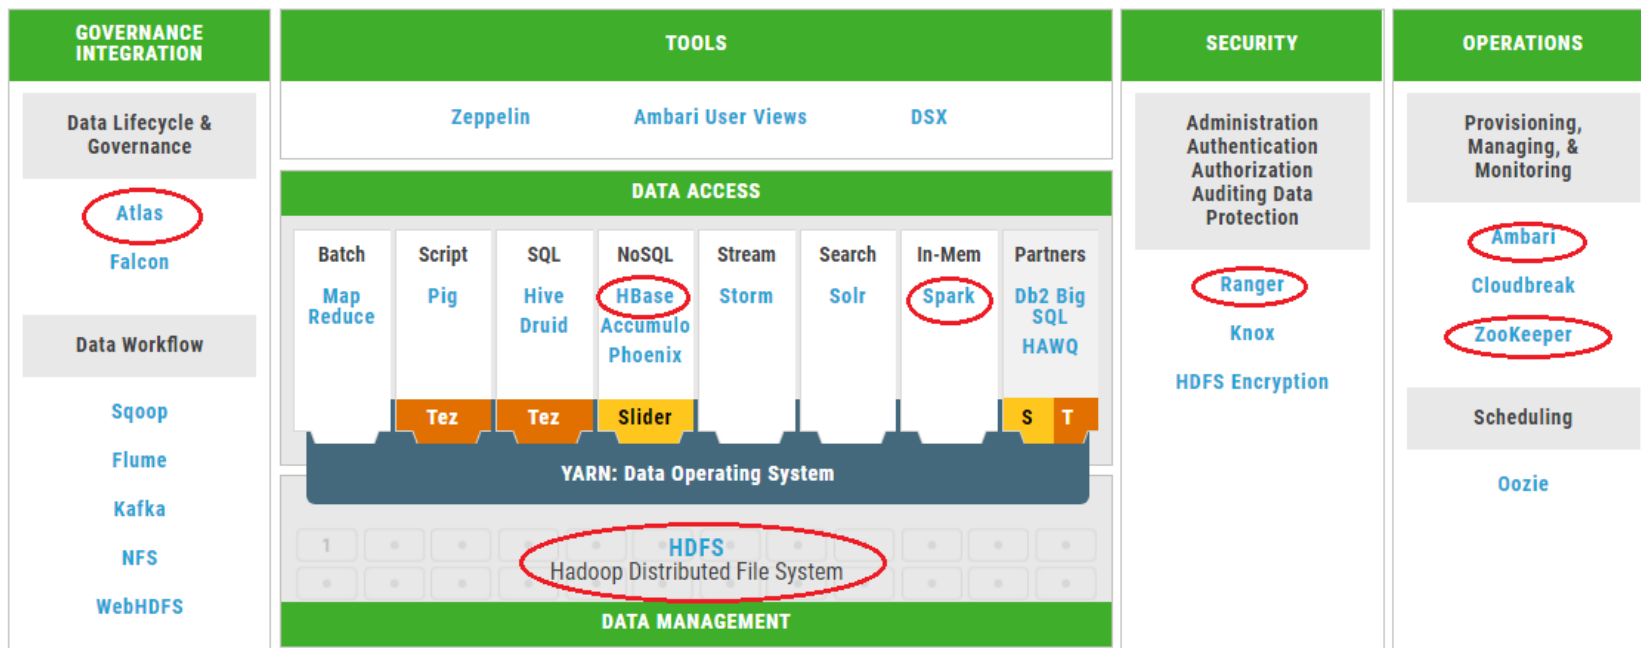 GOVERNANCE
INTEGRATION
Data Lifecycle &
Governance
Atlas
Falcon
Data Workflow
Sqoop
Flume
Kafka
NFS
WebHDFS
TOOLS
Zeppelin
Ambari User Views
DSX
DATA ACCESS
Batch
Map
Reduce
Script
Pig
Tez
SQL
Hive
Druid
Tez
NoSQL
HBase
Accumulo
Phoenix
Slider
Stream
Storm
Search
Solr
In-Mem
Spark
Partners
Db2 Big
SQL
HAWQ
S
T
YARN: Data Operating System
1
HDFS
Hadoop Distributed File System
DATA MANAGEMENT
SECURITY
Administration
Authentication
Authorization
Auditing Data
Protection
Ranger
Knox
HDFS Encryption
OPERATIONS
Provisioning,
Managing, &
Monitoring
Ambari
Cloudbreak
ZooKeeper
Scheduling
Oozie